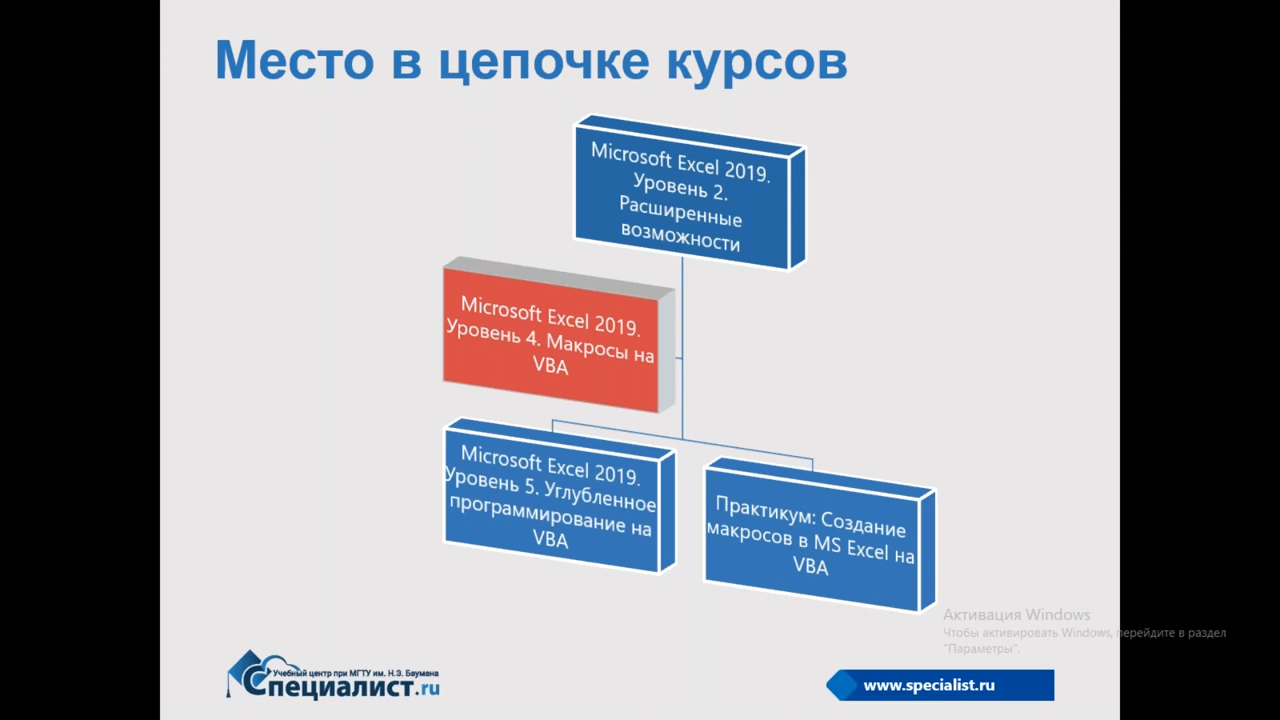 Место в цепочке курсов
Microsoft Excel 2019.
Уровень 2.
Расширенные
возможности
Microsoft Excel 2019.
Уровень 4. Макросы на
VBA
Microsoft Excel 2019.
Уровень 5. Углубленное
программирование на
VBA
Практикум: Создание
макросов в MS Excel на
VBA
Активация Windows
Чтобы активировать Windows, перейдите в раздел
"Параметры".
Учебный центр при МГТУ им. Н.Э. Баумана
Специалист.ru
www.specialist.ru